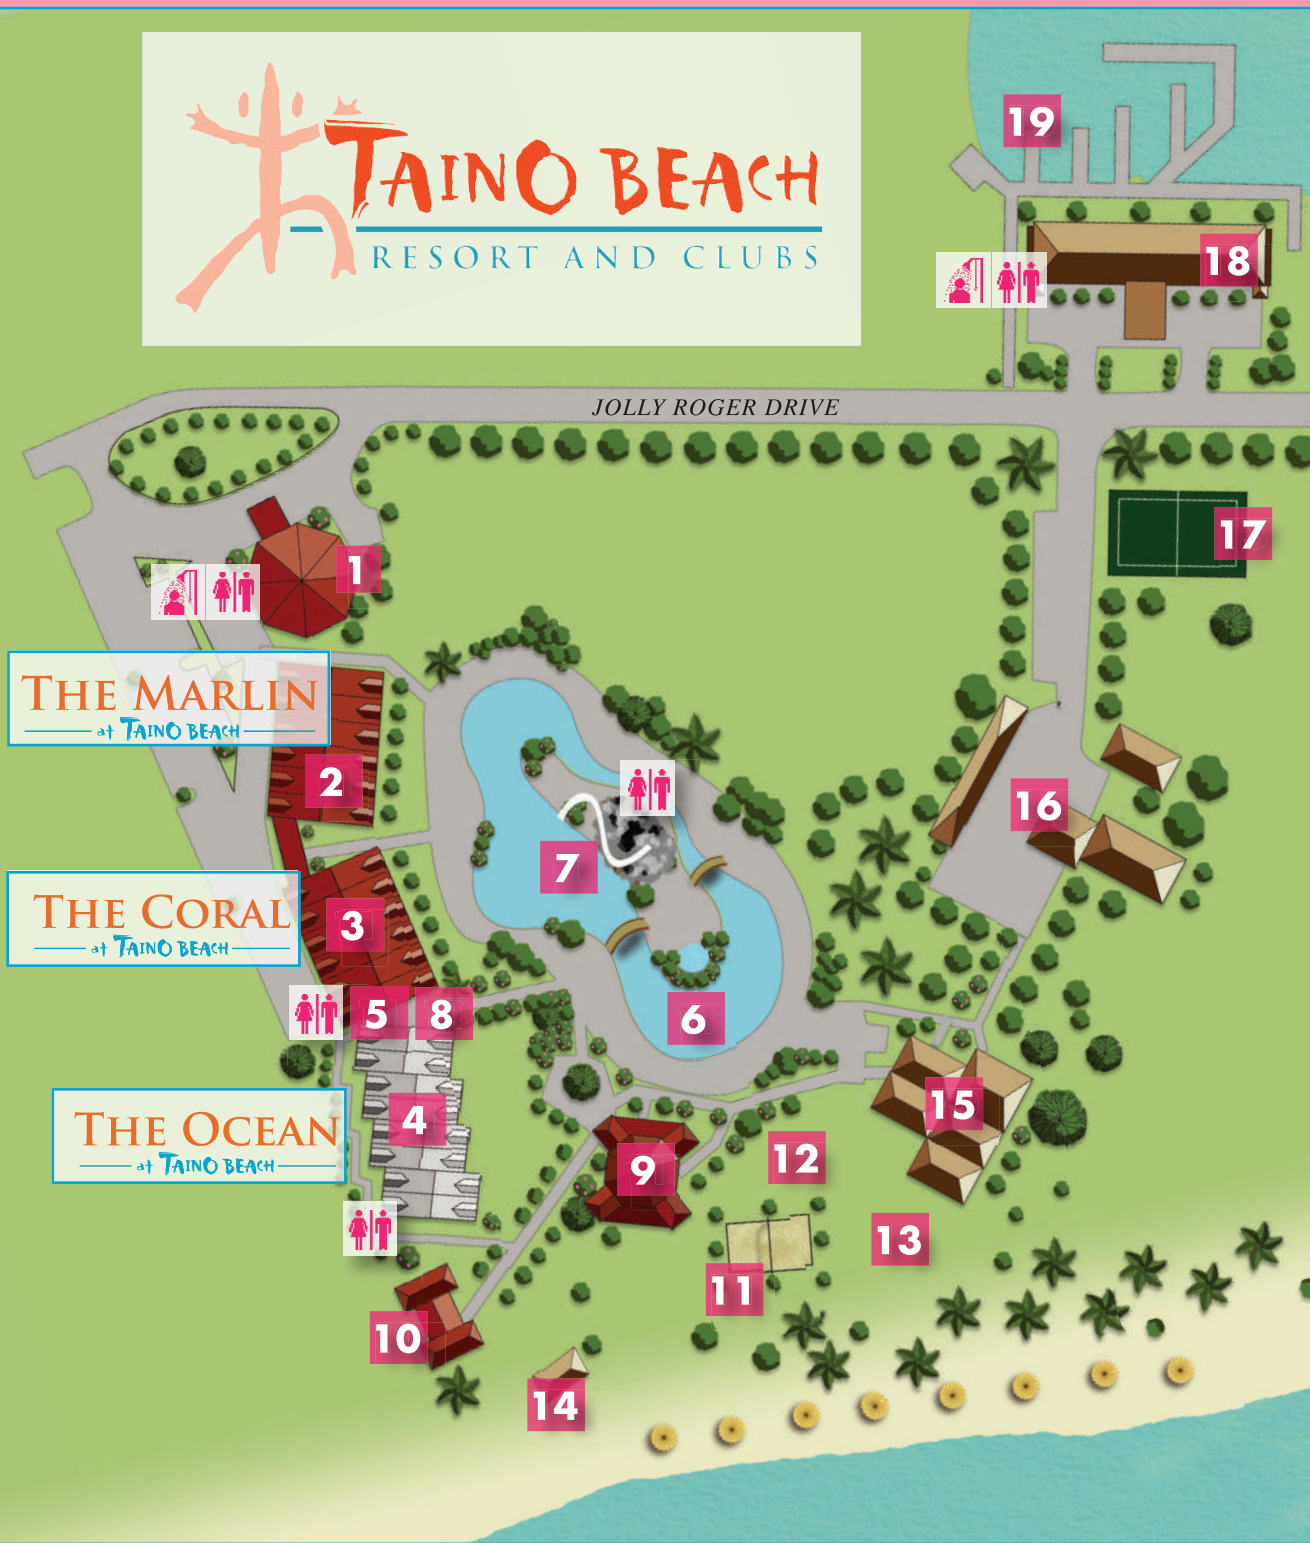 TAINO BEACH
RESORT AND CLUBS
19
18
JOLLY ROGER DRIVE
17
1
THE MARLIN
at TAINO BEACH
2
16
7
THE CORAL
at TAINO BEACH
3
5
8
6
4
THE OCEAN
at TAINO BEACH
15
9
12
13
11
10
14